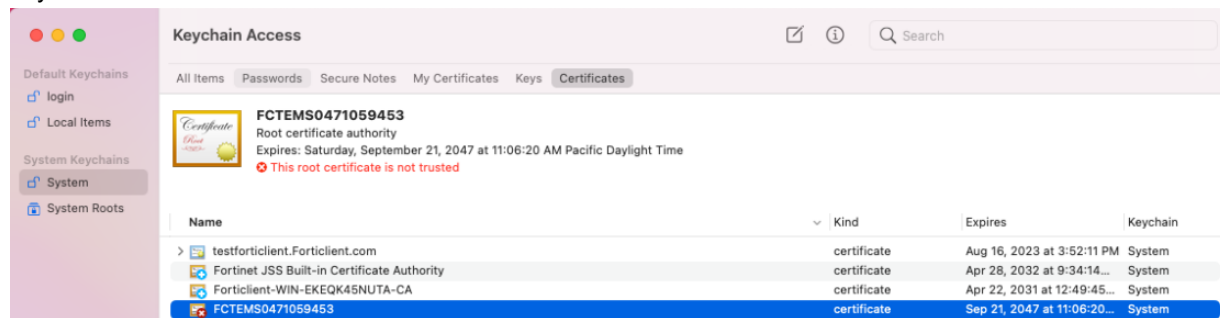 Keychain Access
Search
Default Keychains
login
Local Items
System Keychains
System
System Roots
All Items Passwords Secure Notes My Certificates Keys Certificates
Certificate
Root
FCTEMS0471059453
Root certificate authority
Expires: Saturday, September 21, 2047 at 11:06:20 AM Pacific Daylight Time
This root certificate is not trusted
Name Kind Expires Keychain
testforticlient.Forticlient.com certificate Aug 16, 2023 at 3:52:11 PM System
Fortinet JSS Built-in Certificate Authority certificate Apr 28, 2032 at 9:34:14... System
Forticlient-WIN-EKEQK45NUTA-CA certificate Apr 22, 2031 at 12:49:45... System
FCTEMS0471059453 certificate Sep 21, 2047 at 11:06:20... System